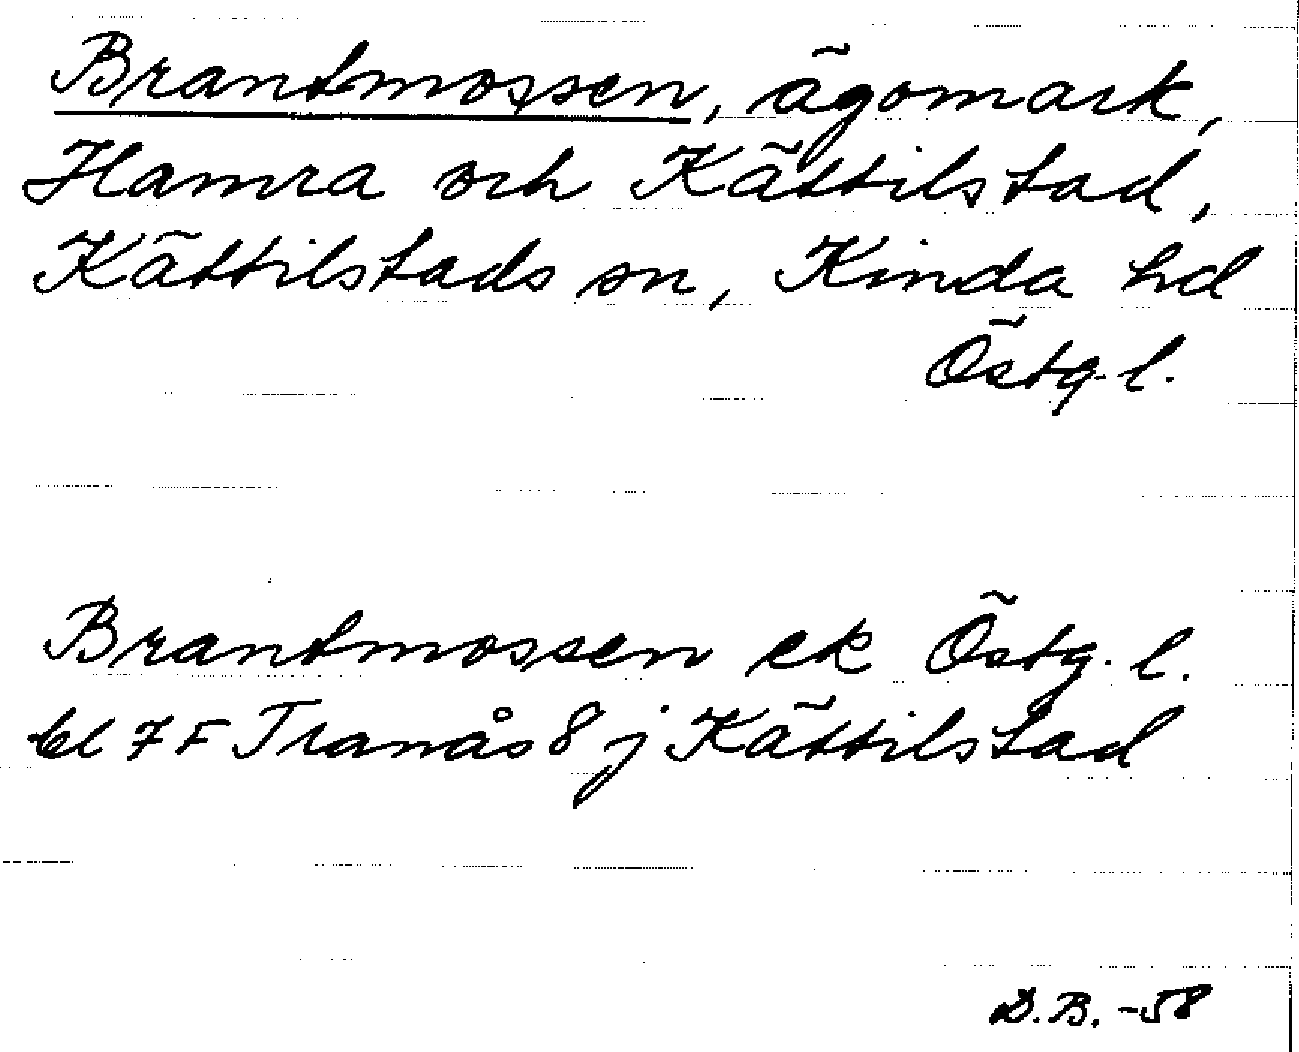 Brantmossen, ägomark,
Hamra och Kättilstad,
Kättilstads sn, Kinda hd
Östg. l.
Brantmossen ek Östg. l.
bl 7 F Tranås 8 j Kättilstad
D.B. -58